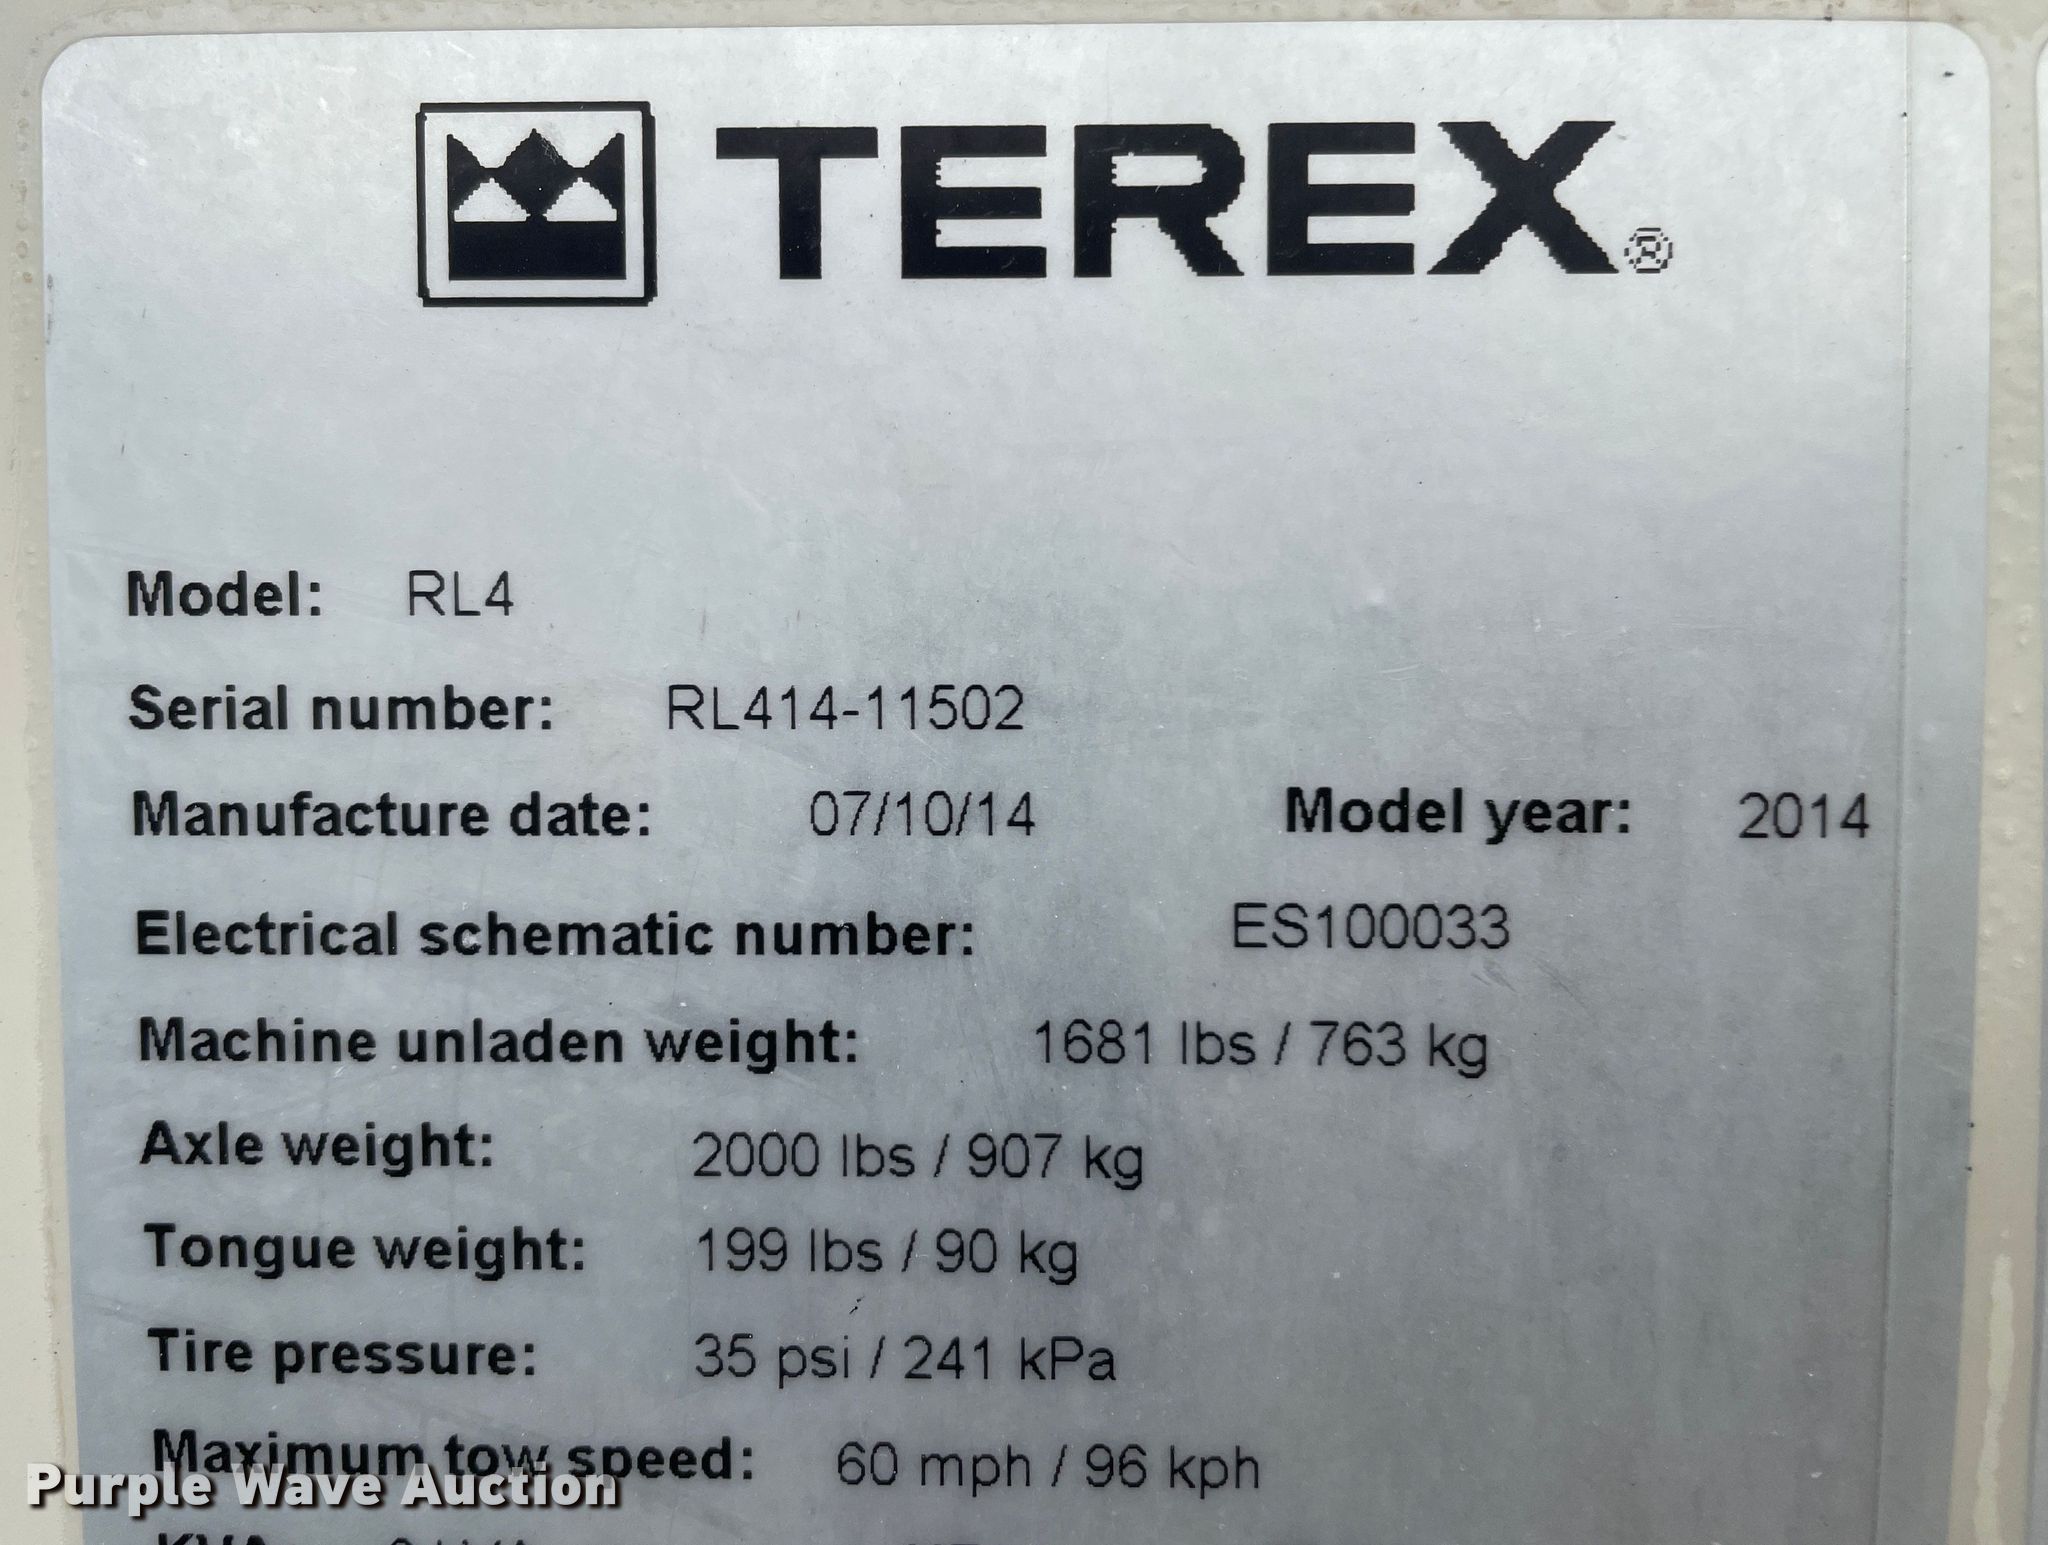 TEREX®
Model: RL4
Serial number: RL414-11502
Manufacture date: 07/10/14 Model year: 2014
Electrical schematic number: ES100033
Machine unladen weight: 1681 lbs / 763 kg
Axle weight: 2000 lbs / 907 kg
Tongue weight: 199 lbs / 90 kg
Tire pressure: 35 psi / 241 kPa
Maximum tow speed: 60 mph / 96 kph
Purple Wave Auction